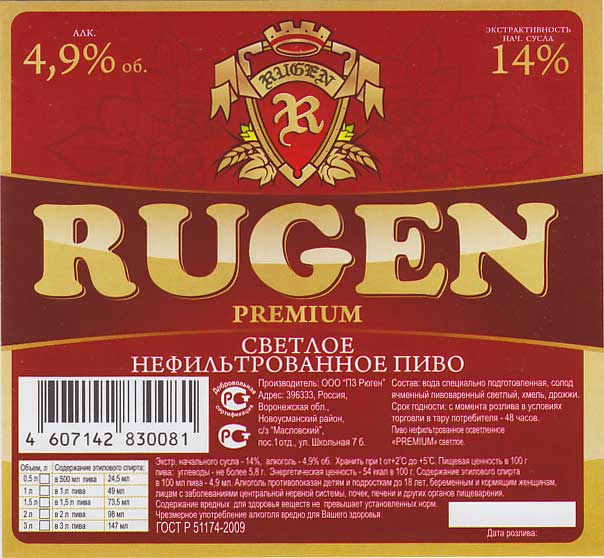 АЛК.
4,9% об.
ЭКСТРАКТИВНОСТЬ
НАЧ. СУСЛА
14%
RUGEN
R
RUGEN
PREMIUM
СВЕТЛОЕ
НЕФИЛЬТРОВАННОЕ ПИВО
4 607142 830081
Добровольная
сертификация
Производитель: ООО "ПЗ Рюген"
Адрес: 396333, Россия,
Воронежская обл.,
Новоусманский район,
с/з "Масловский",
пос.1отд., ул. Школьная 7 б.
Состав: вода специально подготовленная, солод
ячменный пивоваренный светлый, хмель, дрожжи.
Срок годности: с момента розлива в условиях
торговли в тару потребителя - 48 часов.
Пиво нефильтрованное осветленное
«PREMIUM» светлое.
Объем, л Содержание этилового спирта:
0,5 л в 500 мл пива 24,5 мл
1 л в 1 л пива 49 мл
1,5 л в 1,5 л пива 73,5 мл
2 л в 2 л пива 98 мл
3 л в 3 л пива 147 мл
Экстр. начального сусла - 14%, алкоголь - 4,9% об. Хранить при t от+2˚С до +5˚С. Пищевая ценность в 100 г
пива: углеводы - не более 5,8 г. Энергетическая ценность - 54 ккал в 100 г. Содержание этилового спирта
в 100 мл пива - 4,9 мл. Алкоголь противопоказан детям и подросткам до 18 лет, беременным и кормящим женщинам,
лицам с заболеваниями центральной нервной системы, почек, печени и других органов пищеварения.
Содержание вредных для здоровья веществ не превышает установленных норм.
Чрезмерное употребление алкоголя вредно для Вашего здоровья.
ГОСТ Р 51174-2009
Дата розлива: